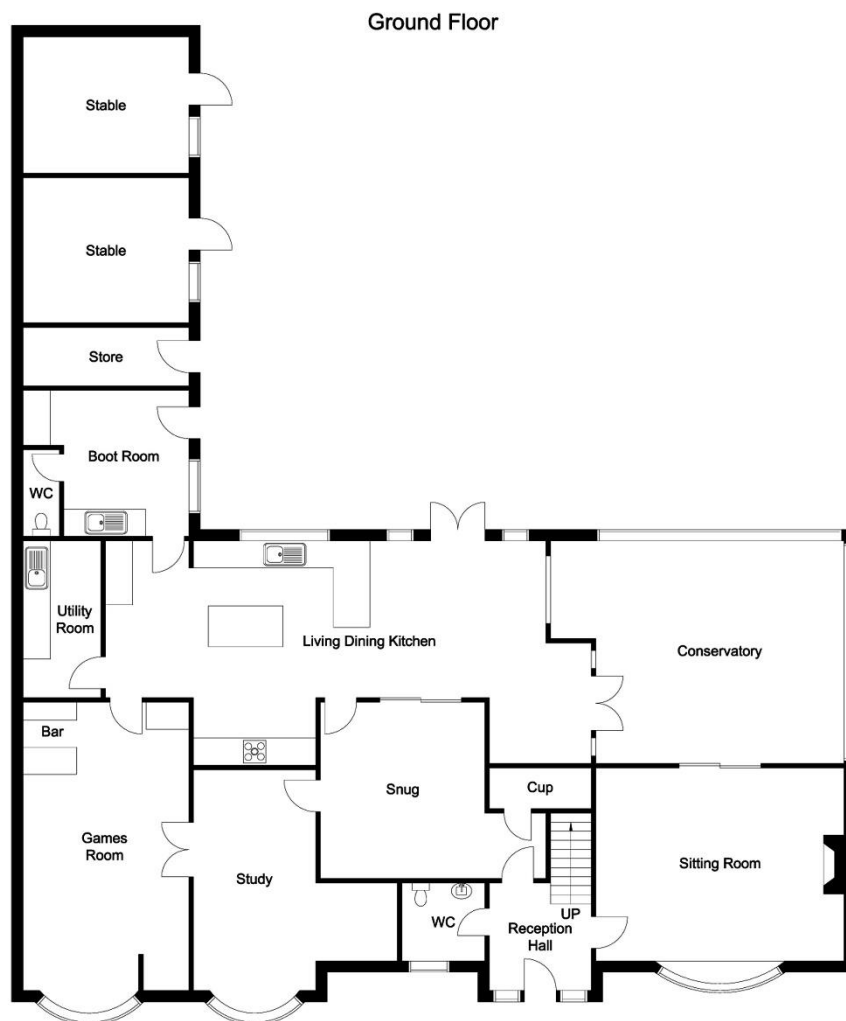 Ground Floor
Stable
Stable
Store
Boot Room
WC
Utility
Room
Living Dining Kitchen
Conservatory
Bar
Snug
Cup
Games
Room
Study
Sitting Room
WC
UP
Reception
Hall